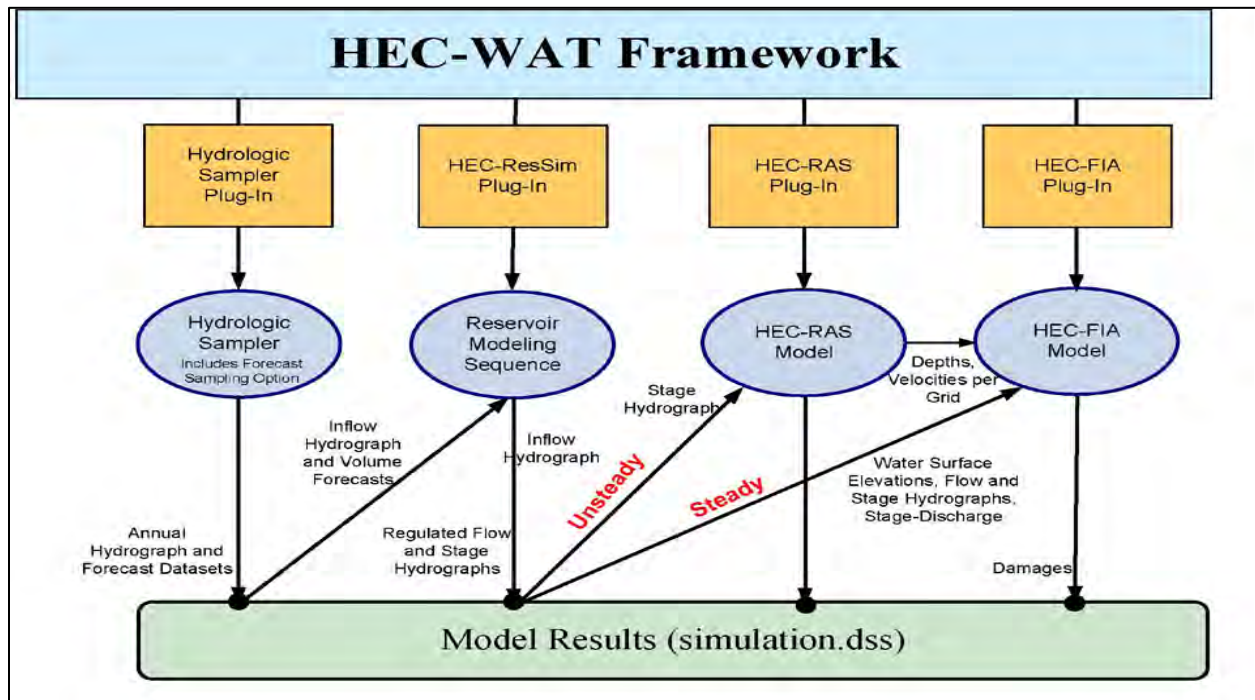 HEC-WAT Framework
Hydrologic
Sampler
Plug-In
HEC-ResSim
Plug-In
HEC-RAS
Plug-In
HEC-FIA
Plug-In
Hydrologic
Sampler
Includes Forecast
Sampling Option
Reservoir
Modeling
Sequence
HEC-RAS
Model
HEC-FIA
Model
Depths,
Velocities per
Grid
Stage
Hydrograph
Inflow
Hydrograph
and Volume
Forecasts
Inflow
Hydrograph
Unsteady
Steady
Water Surface
Elevations, Flow and
Stage Hydrographs,
Stage-Discharge
Annual
Hydrograph and
Forecast Datasets
Regulated Flow
and Stage
Hydrographs
Damages
Model Results (simulation.dss)